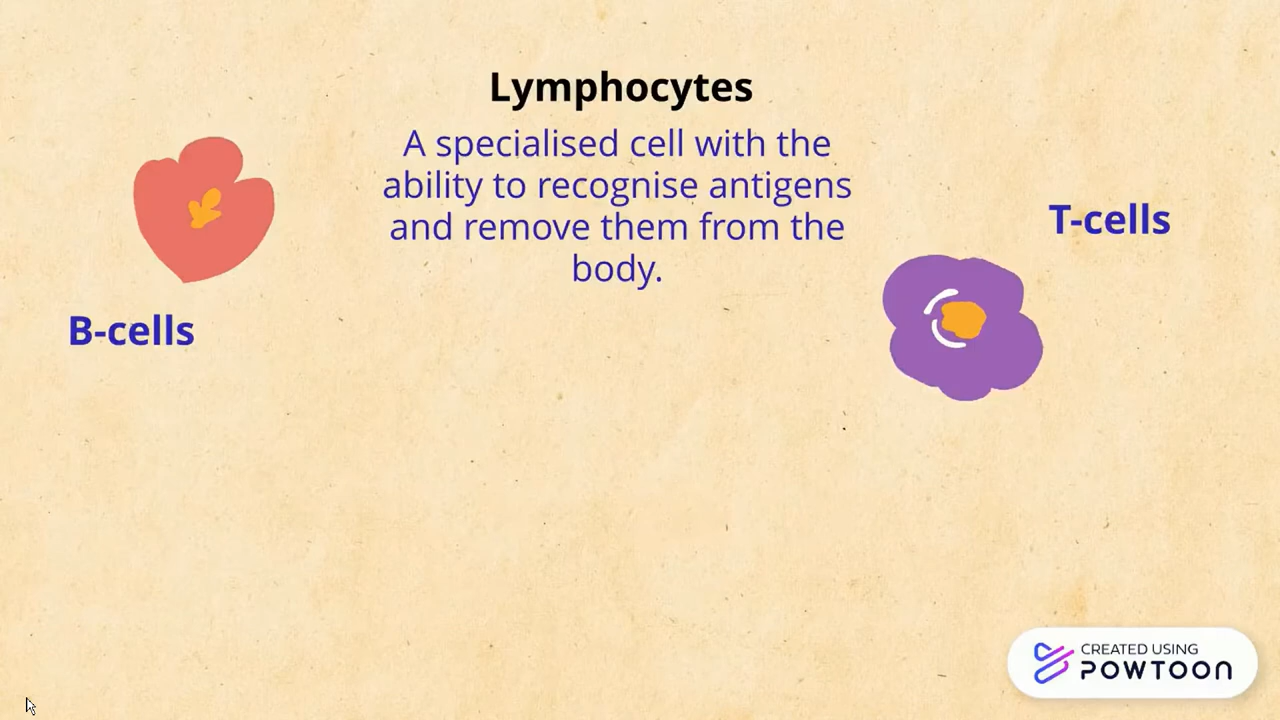 Lymphocytes
A specialised cell with the
ability to recognise antigens
and remove them from the
body.
T-cells
B-cells
CREATED USING
POWTOON